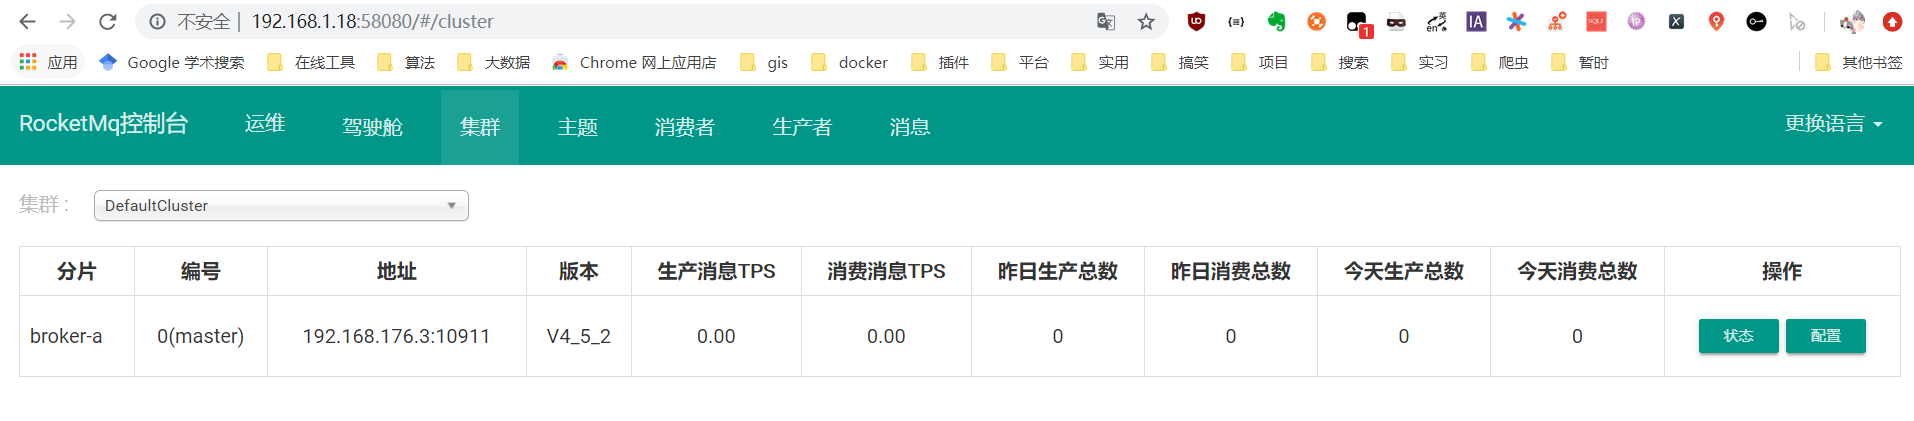 不安全 | 192.168.1.18:58080/#/cluster
应用 Google 学术搜索 在线工具 算法 大数据 Chrome 网上应用店 gis docker 插件 平台 实用 搞笑 项目 搜索 实习 爬虫 暂时 其他书签
RocketMq控制台 运维 驾驶舱 集群 主题 消费者 生产者 消息 更换语言
集群 : DefaultCluster
分片 编号 地址 版本 生产消息TPS 消费消息TPS 昨日生产总数 昨日消费总数 今天生产总数 今天消费总数 操作
broker-a 0(master) 192.168.176.3:10911 V4_5_2 0.00 0.00 0 0 0 0 状态 配置